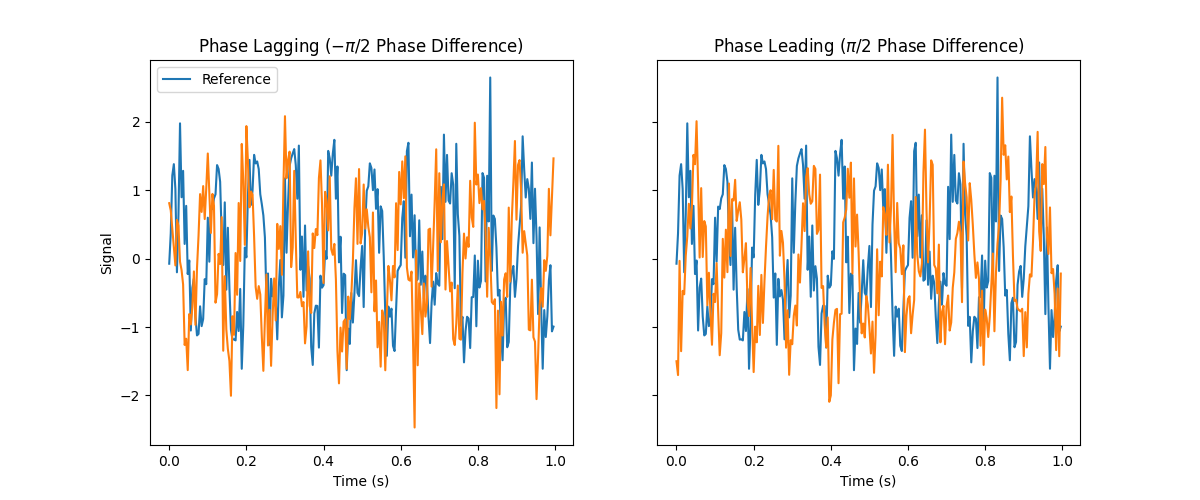 Phase Lagging (−π/2 Phase Difference)
Phase Leading (π/2 Phase Difference)
Reference
Signal
2
1
0
−1
−2
0.0 0.2 0.4 0.6 0.8 1.0
0.0 0.2 0.4 0.6 0.8 1.0
Time (s)
Time (s)